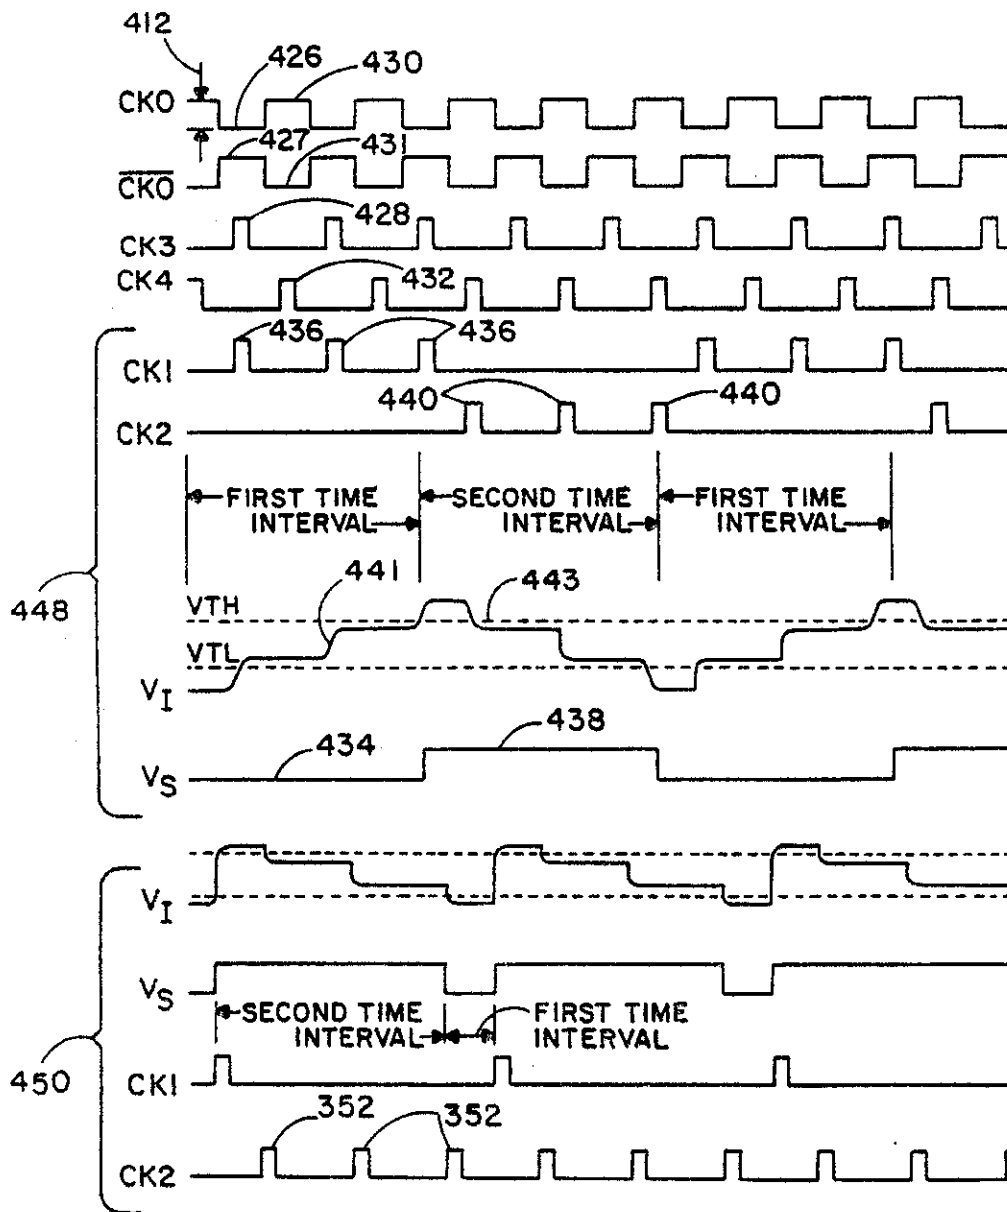 412
426
430
CKO
427
431
C̅K̅O̅
428
CK3
CK4
432
436
436
CK1
440
440
CK2
FIRST TIME INTERVAL
SECOND TIME INTERVAL
FIRST TIME INTERVAL
448
441
443
VTH
VTL
VI
434
438
VS
VI
VS
SECOND TIME INTERVAL
FIRST TIME INTERVAL
450
CK1
352
352
CK2